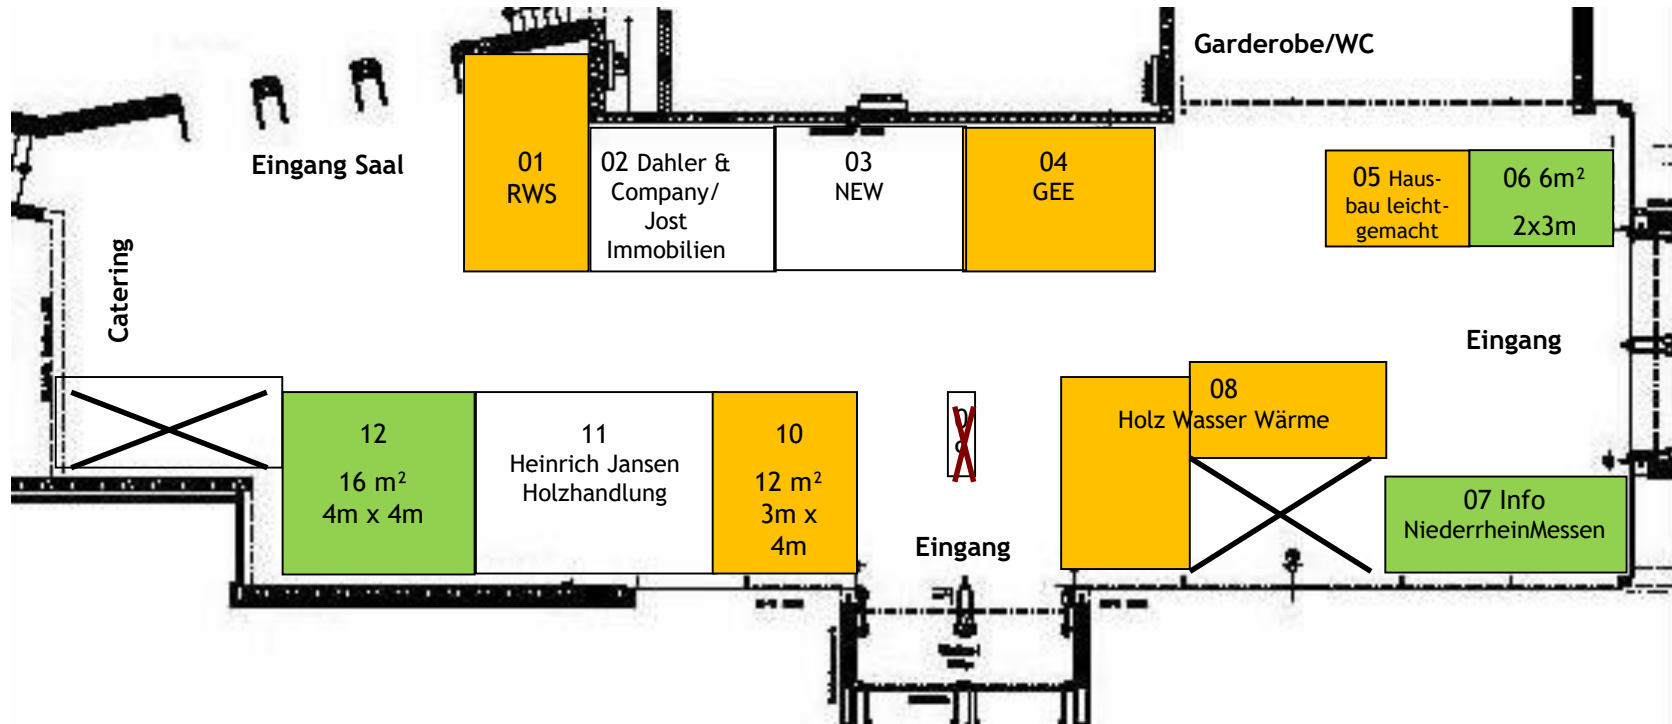 Garderobe/WC
Eingang Saal
01
RWS
02 Dahler &
Company/
Jost
Immobilien
03
NEW
04
GEE
05 Haus-
bau leicht-
gemacht
06 6m²
2x3m
Catering
Eingang
12
16 m²
4m x 4m
11
Heinrich Jansen
Holzhandlung
10
12 m²
3m x
4m
Eingang
08
Holz Wasser Wärme
07 Info
NiederrheinMessen